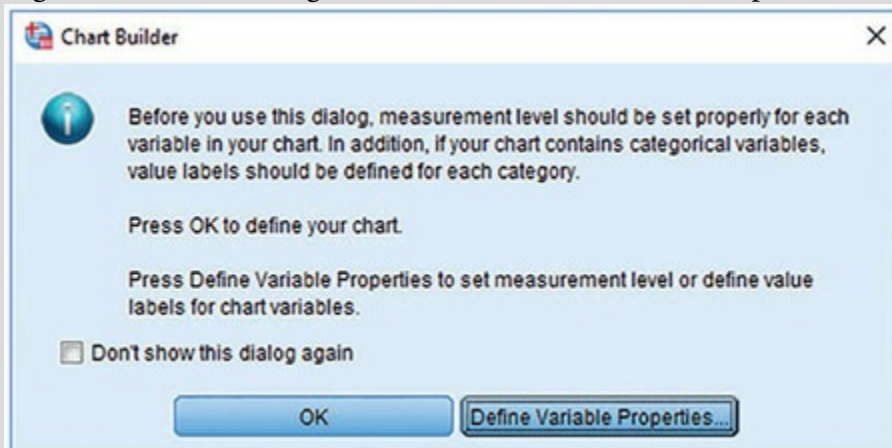 Chart Builder
Before you use this dialog, measurement level should be set properly for each
variable in your chart. In addition, if your chart contains categorical variables,
value labels should be defined for each category.
Press OK to define your chart.
Press Define Variable Properties to set measurement level or define value
labels for chart variables.
Don't show this dialog again
OK
Define Variable Properties...